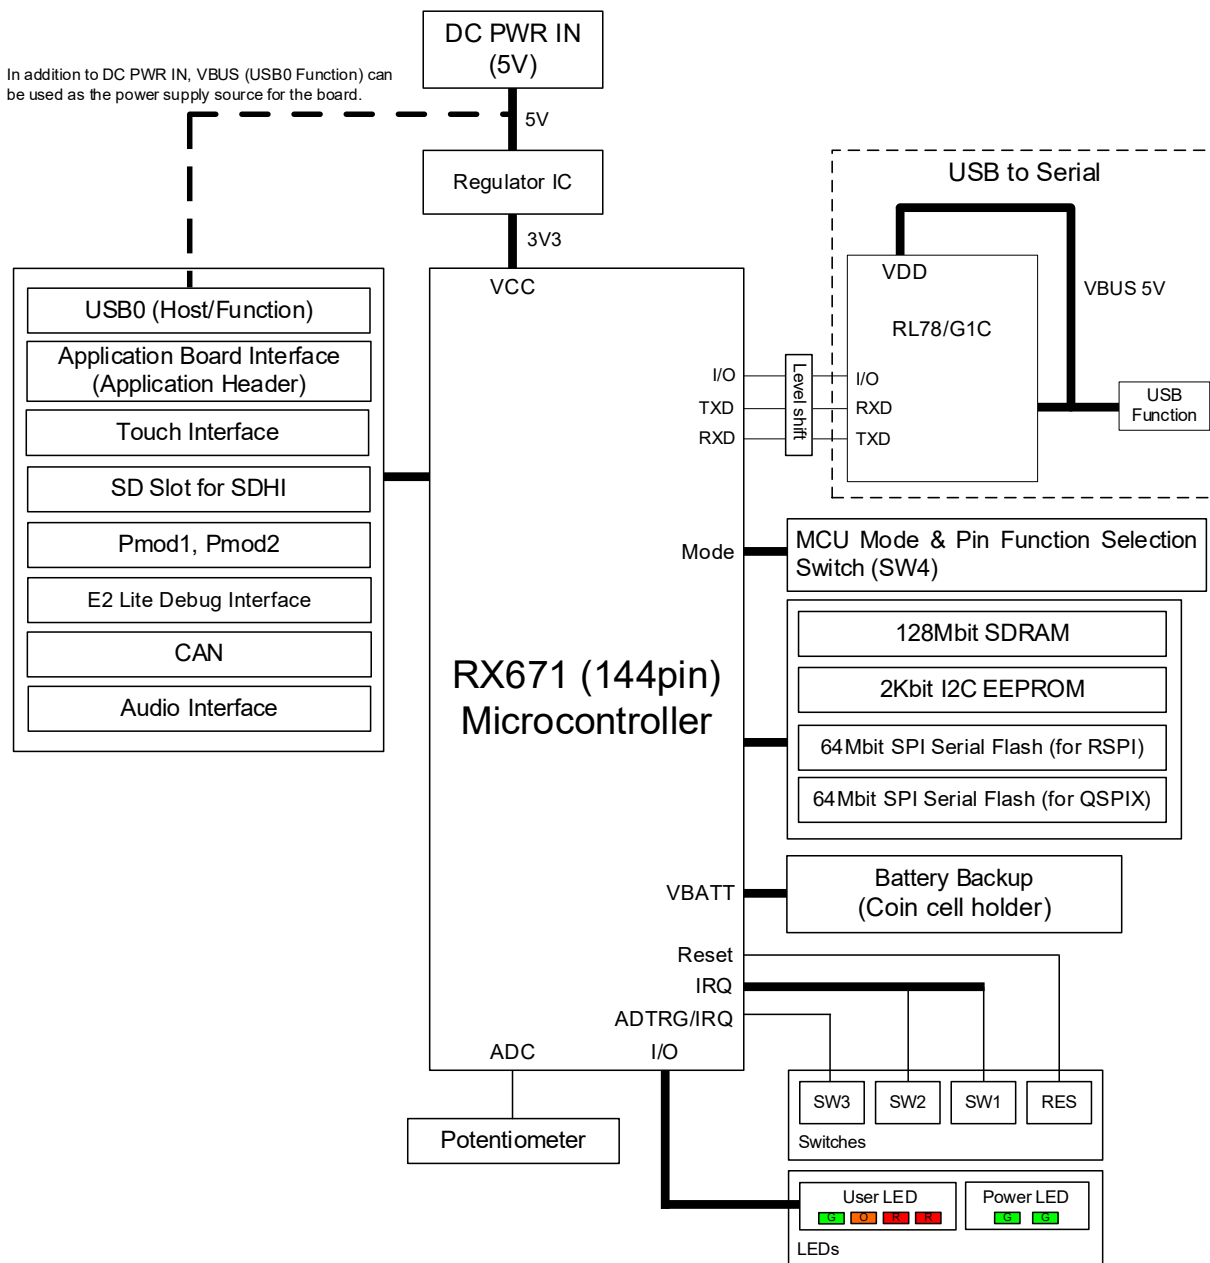 DC PWR IN
(5V)
In addition to DC PWR IN, VBUS (USB0 Function) can
be used as the power supply source for the board.
5V
Regulator IC
3V3
USB to Serial
VDD
VBUS 5V
RL78/G1C
USB
Function
I/O
RXD
TXD
Level shift
I/O
TXD
RXD
VCC
USB0 (Host/Function)
Application Board Interface
(Application Header)
Touch Interface
SD Slot for SDHI
Pmod1, Pmod2
E2 Lite Debug Interface
CAN
Audio Interface
RX671 (144pin)
Microcontroller
Mode
MCU Mode & Pin Function Selection
Switch (SW4)
128Mbit SDRAM
2Kbit I2C EEPROM
64Mbit SPI Serial Flash (for RSPI)
64Mbit SPI Serial Flash (for QSPIX)
VBATT
Battery Backup
(Coin cell holder)
Reset
IRQ
ADTRG/IRQ
ADC
I/O
Potentiometer
SW3
SW2
SW1
RES
Switches
User LED
G O R R
Power LED
G G
LEDs